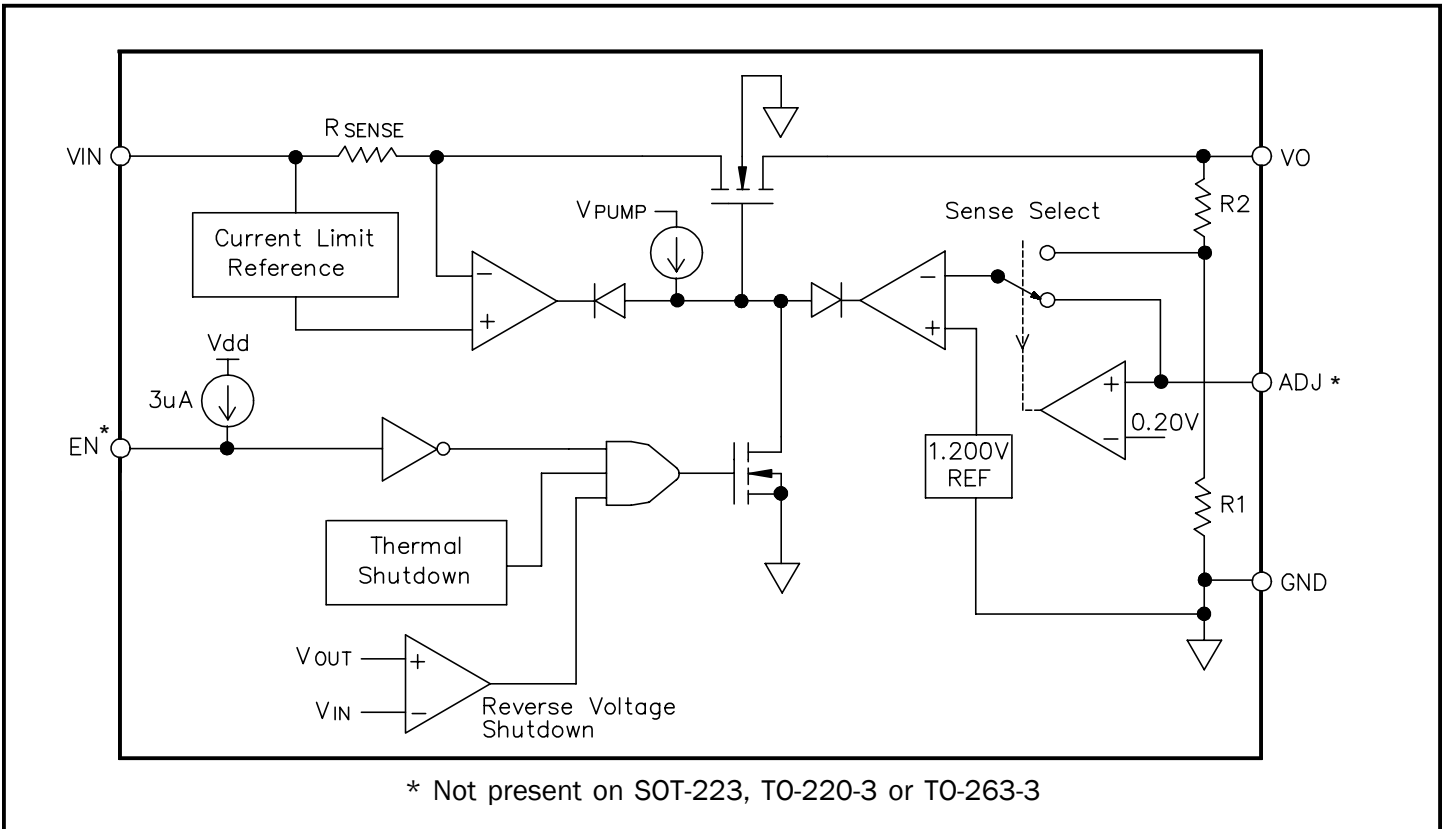 RSENSE
VIN
VO
R2
VPUMP
Sense Select
Current Limit
Reference
−
+
−
+
Vdd
3uA
EN*
+
−
0.20V
ADJ *
1.200V
REF
R1
Thermal
Shutdown
GND
VOUT
+
VIN
−
Reverse Voltage
Shutdown
* Not present on SOT-223, TO-220-3 or TO-263-3